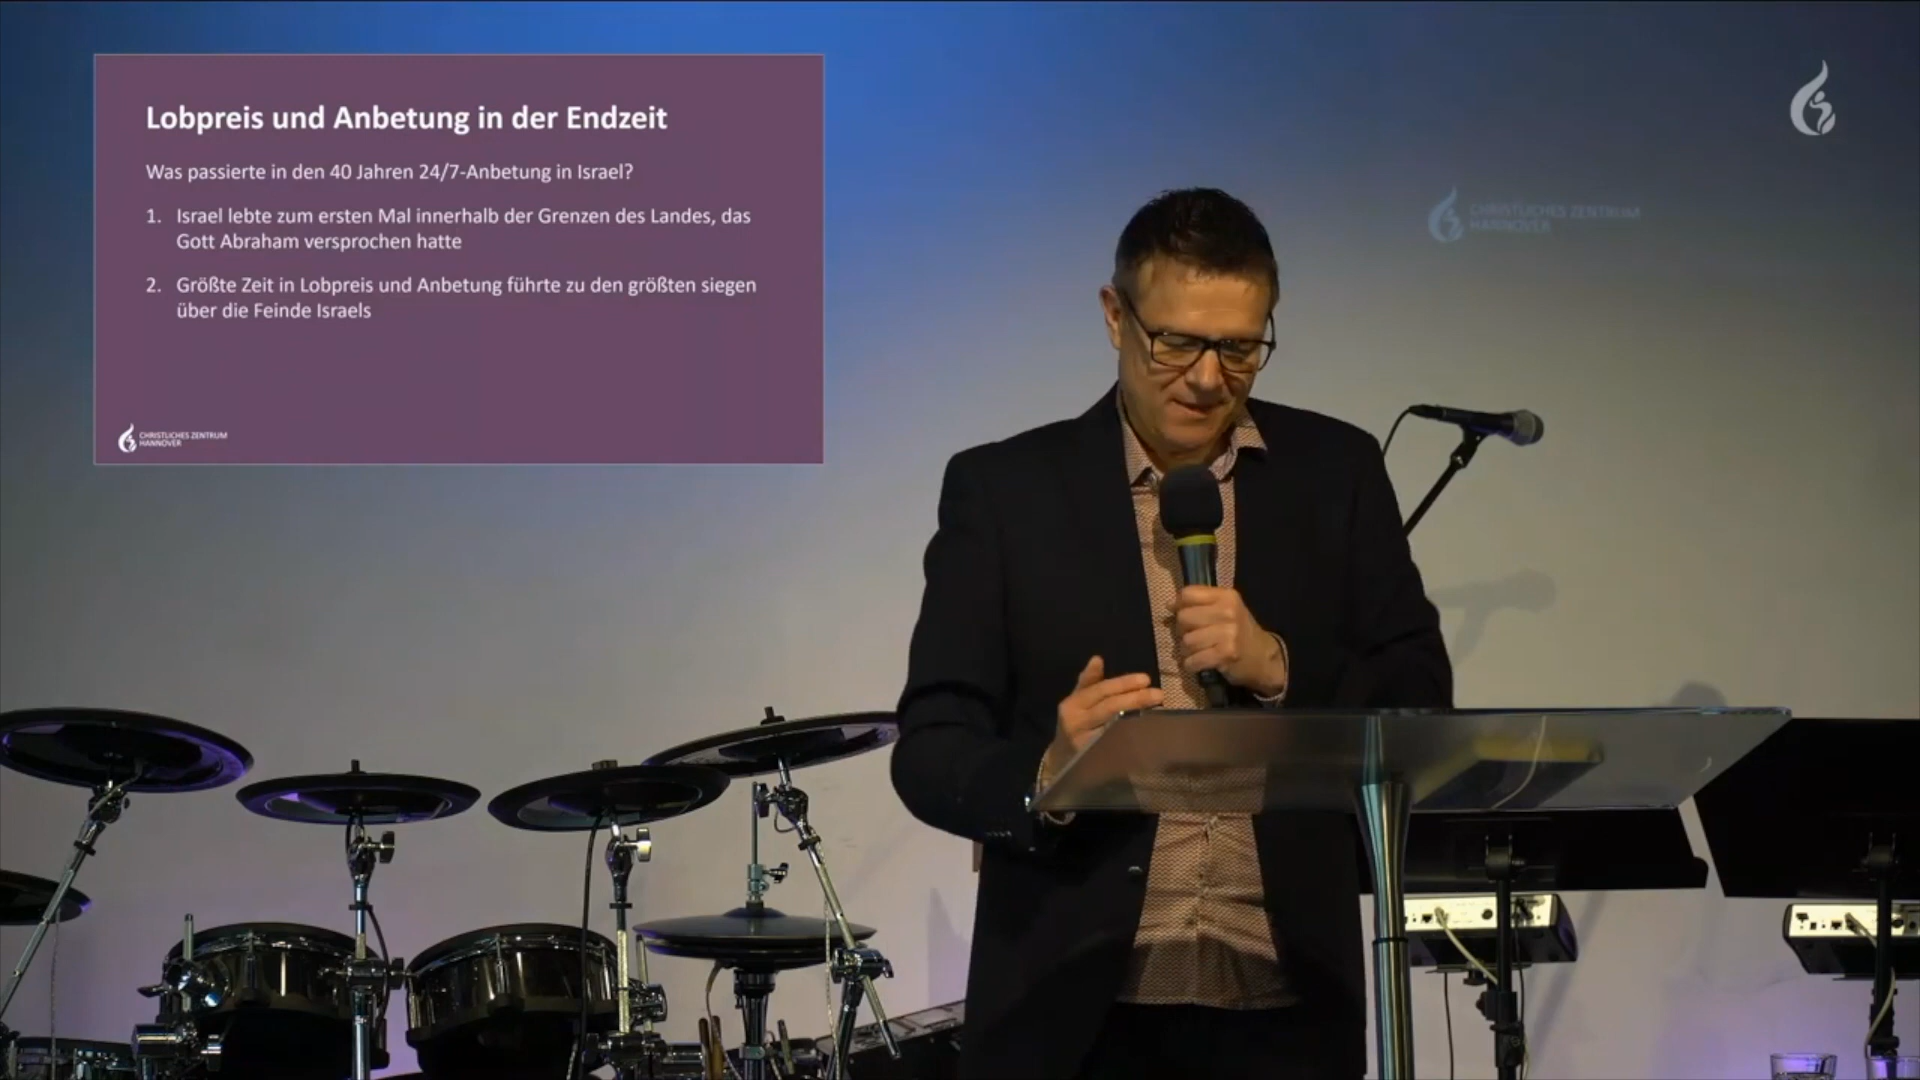 Lobpreis und Anbetung in der Endzeit
Was passierte in den 40 Jahren 24/7-Anbetung in Israel?
1. Israel lebte zum ersten Mal innerhalb der Grenzen des Landes, das
Gott Abraham versprochen hatte
2. Größte Zeit in Lobpreis und Anbetung führte zu den größten siegen
über die Feinde Israels
CHRISTLICHES ZENTRUM
HANNOVER
CHRISTLICHES ZENTRUM
HANNOVER